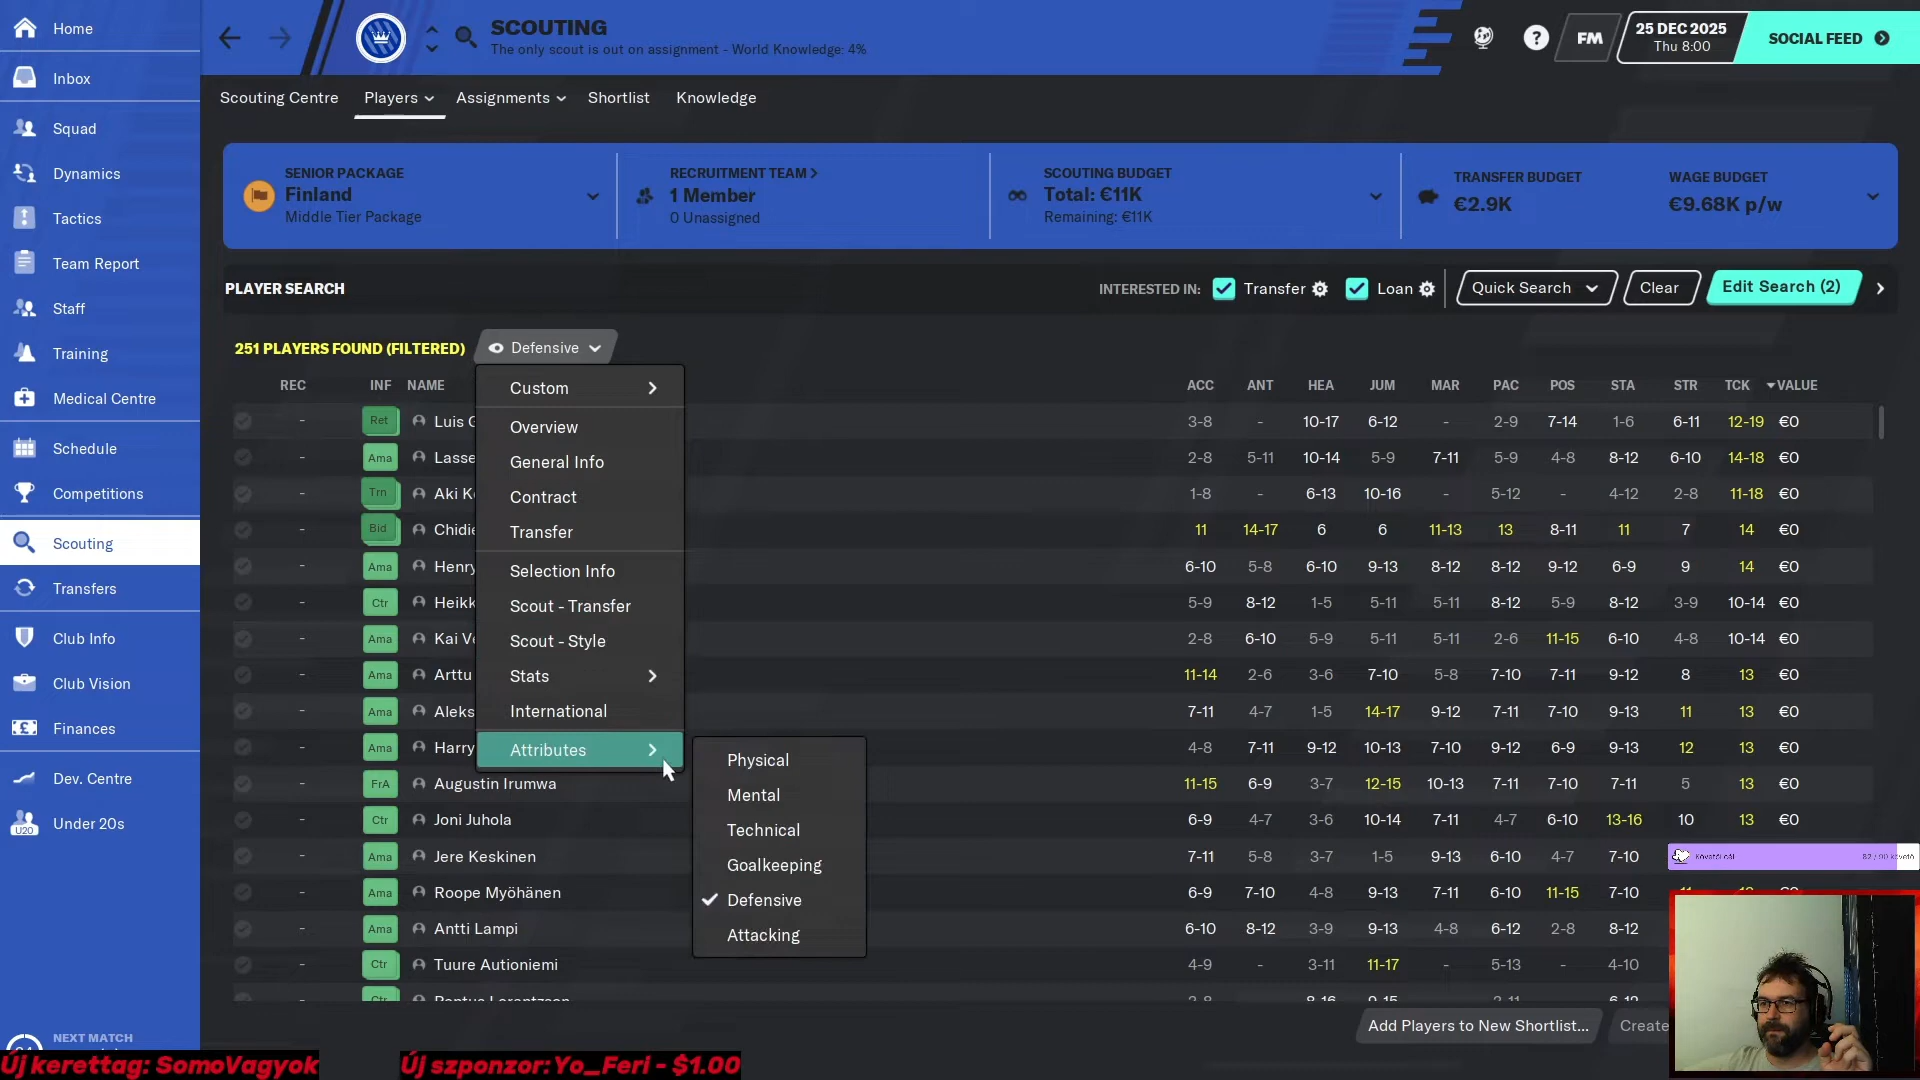 Home
Inbox
Squad
Dynamics
Tactics
Team Report
Staff
Training
Medical Centre
Schedule
Competitions
Scouting
Transfers
Club Info
Club Vision
Finances
Dev. Centre
U20
Under 20s
NEXT MATCH
SCOUTING
The only scout is out on assignment - World Knowledge: 4%
?
FM
25 DEC 2025
Thu 8:00
SOCIAL FEED
Scouting Centre
Players
Assignments
Shortlist
Knowledge
SENIOR PACKAGE
Finland
Middle Tier Package
RECRUITMENT TEAM >
1 Member
0 Unassigned
SCOUTING BUDGET
Total: €11K
Remaining: €11K
TRANSFER BUDGET
€2.9K
WAGE BUDGET
€9.68K p/w
PLAYER SEARCH
INTERESTED IN: Transfer Loan
Quick Search
Clear
Edit Search (2)
251 PLAYERS FOUND (FILTERED)
Defensive
REC INF NAME ACC ANT HEA JUM MAR PAC POS STA STR TCK VALUE
- Ret Luis G 3-8 - 10-17 6-12 - 2-9 7-14 1-6 6-11 12-19 €0
- Ama Lasse 2-8 5-11 10-14 5-9 7-11 5-9 4-8 8-12 6-10 14-18 €0
- Trn Aki K 1-8 - 6-13 10-16 - 5-12 - 4-12 2-8 11-18 €0
- Bid Chidie 11 14-17 6 6 11-13 13 8-11 11 7 14 €0
- Ama Henry 6-10 5-8 6-10 9-13 8-12 8-12 9-12 6-9 9 14 €0
- Ctr Heikk 5-9 8-12 1-5 5-11 5-11 8-12 5-9 8-12 3-9 10-14 €0
- Ama Kai V 2-8 6-10 5-9 5-11 5-11 2-6 11-15 6-10 4-8 10-14 €0
- Ama Arttu 11-14 2-6 3-6 7-10 5-8 7-10 7-11 9-12 8 13 €0
- Ama Aleks 7-11 4-7 1-5 14-17 9-12 7-11 7-10 9-13 11 13 €0
- Ama Harry 4-8 7-11 9-12 10-13 7-10 9-12 6-9 9-13 12 13 €0
- FrA Augustin Irumwa 11-15 6-9 3-7 12-15 10-13 7-11 7-10 7-11 5 13 €0
- Ctr Joni Juhola 6-9 4-7 3-6 10-14 7-11 4-7 6-10 13-16 10 13 €0
- Ama Jere Keskinen 7-11 5-8 3-7 1-5 9-13 6-10 4-7 7-10
- Ama Roope Myöhänen 6-9 7-10 4-8 9-13 7-11 6-10 11-15 7-10
- Ama Antti Lampi 6-10 8-12 3-9 9-13 4-8 6-12 2-8 8-12
- Ctr Tuure Autioniemi 4-9 - 3-11 11-17 - 5-13 - 4-10
Custom
Overview
General Info
Contract
Transfer
Selection Info
Scout - Transfer
Scout - Style
Stats
International
Attributes
Physical
Mental
Technical
Goalkeeping
Defensive
Attacking
Követői cél 82 / 90 követő
Add Players to New Shortlist...
Create
Új kerettag: SomoVagyok
Új szponzor: Yo_Feri - $1.00